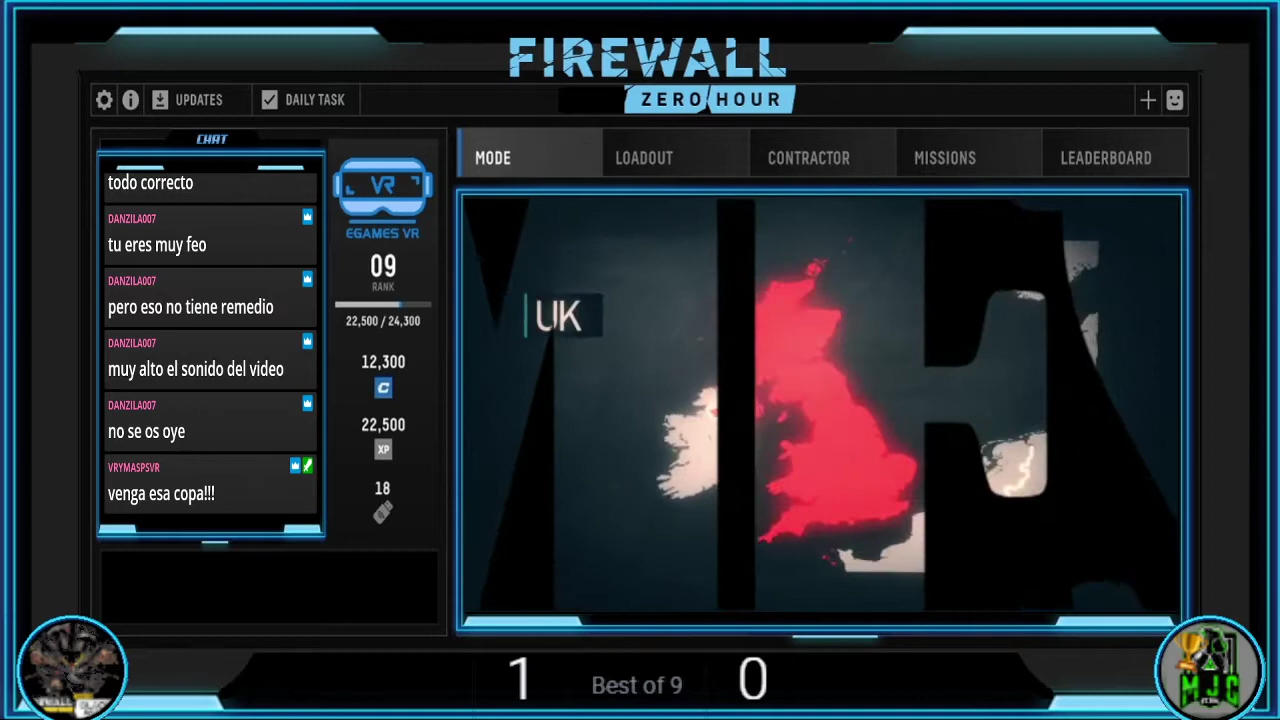 FIREWALL
ZERO HOUR
UPDATES
DAILY TASK
CHAT
todo correcto
DANZILA007
tu eres muy feo
DANZILA007
pero eso no tiene remedio
DANZILA007
muy alto el sonido del video
DANZILA007
no se os oye
VRYMASPSVR
venga esa copa!!!
VR
EGAMES VR
09
RANK
22,500 / 24,300
12,300
C
22,500
XP
18
MODE
LOADOUT
CONTRACTOR
MISSIONS
LEADERBOARD
UK
1
Best of 9
0
MJC